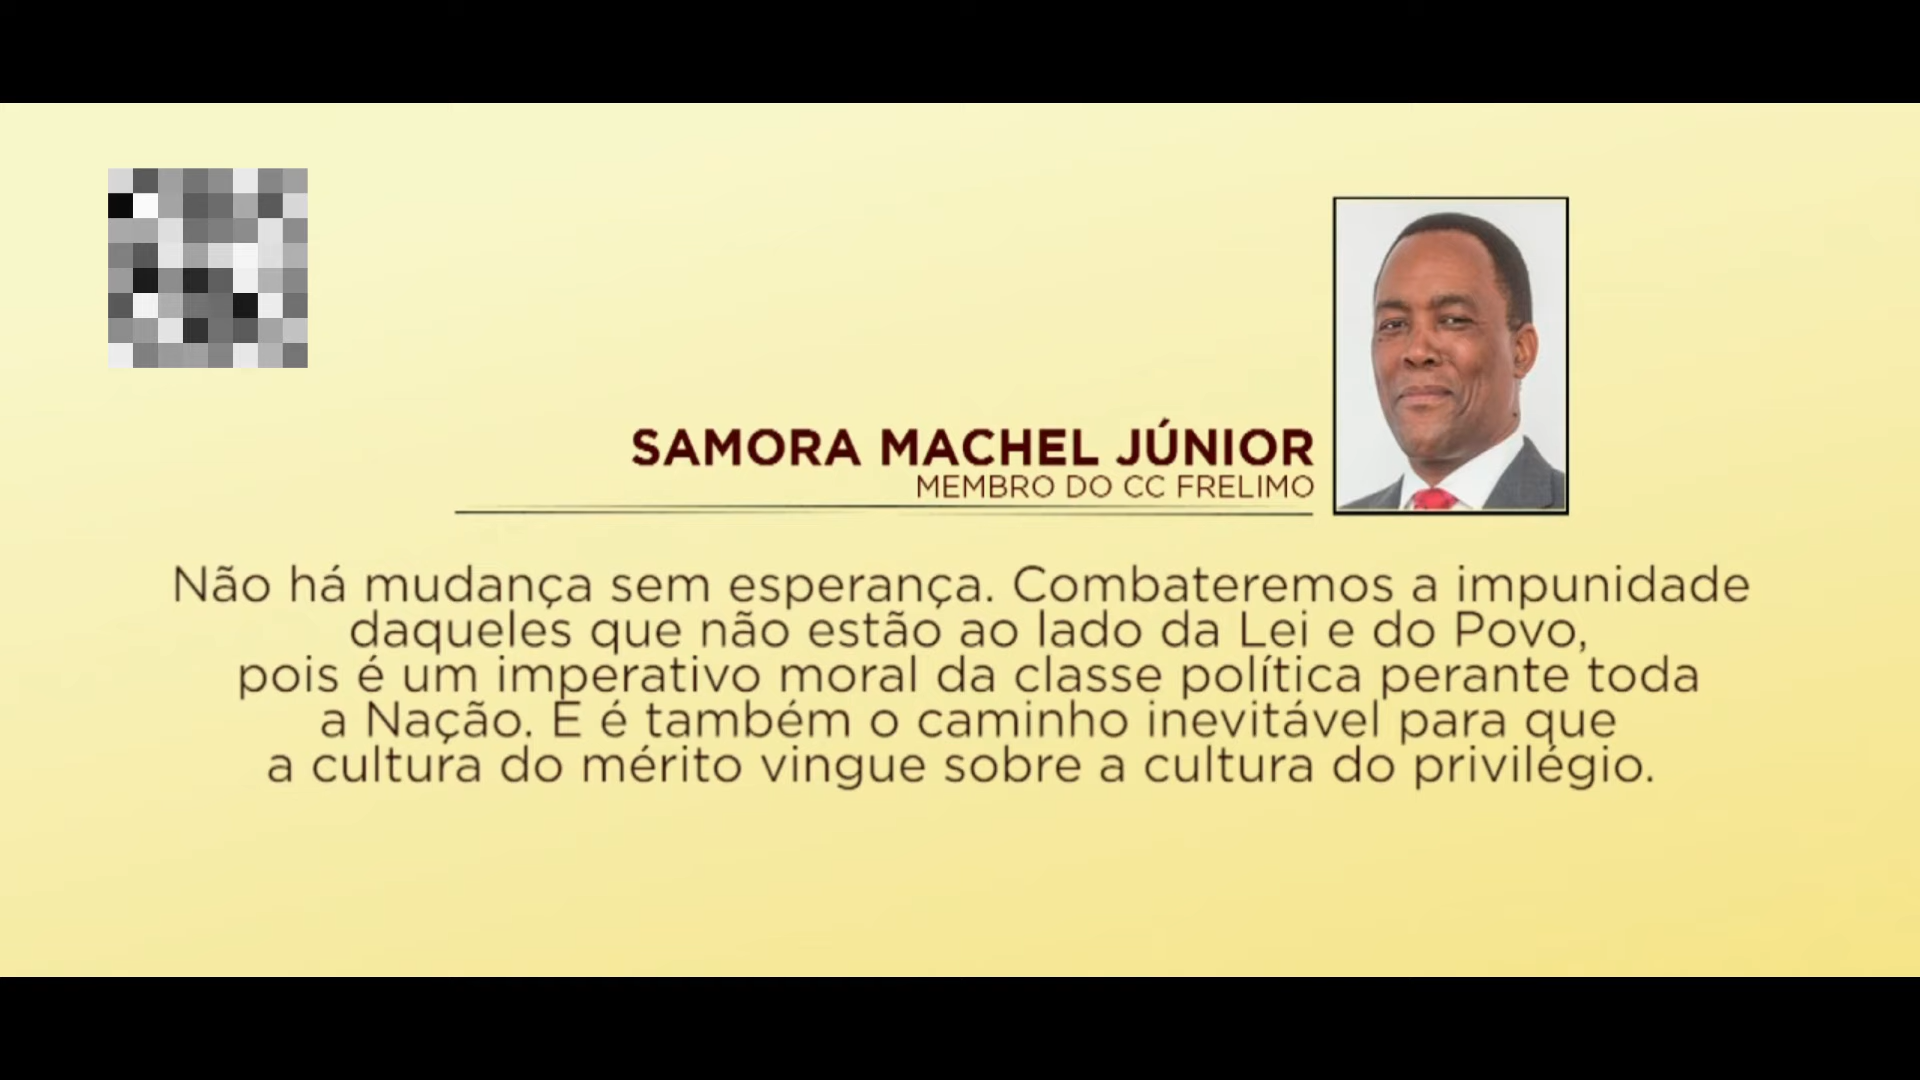 SAMORA MACHEL JÚNIOR
MEMBRO DO CC FRELIMO
Não há mudança sem esperança. Combateremos a impunidade
daqueles que não estão ao lado da Lei e do Povo,
pois é um imperativo moral da classe política perante toda
a Nação. E é também o caminho inevitável para que
a cultura do mérito vingue sobre a cultura do privilégio.